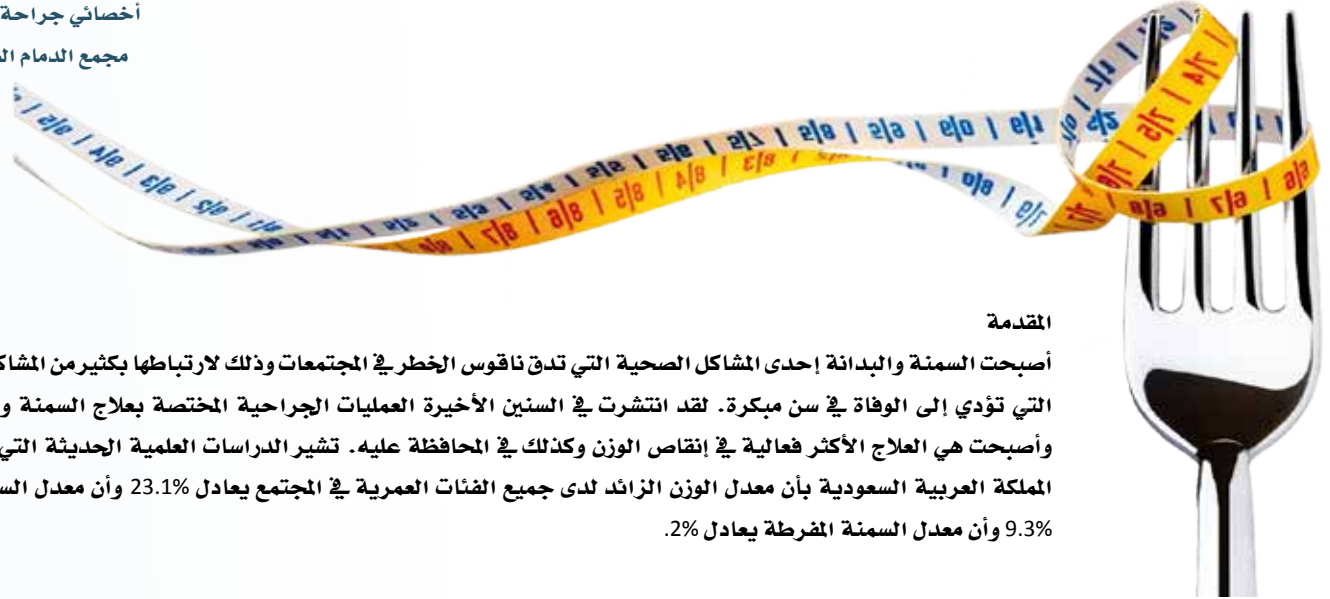 أخصائي جراحة
مجمع الدمام
المقدمة
أصبحت السمنة والبدانة إحدى المشاكل الصحية التي تدق ناقوس الخطر في المجتمعات وذلك لارتباطها بكثير من
التي تؤدي إلى الوفاة في سن مبكرة. لقد انتشرت في السنين الأخيرة العمليات الجراحية المختصة بعلاج السمنة
وأصبحت هي العلاج الأكثر فعالية في إنقاص الوزن وكذلك في المحافظة عليه. تشير الدراسات العلمية الحديثة التي
المملكة العربية السعودية بأن معدل الوزن الزائد لدى جميع الفئات العمرية في المجتمع يعادل 23.1% وأن معدل
9.3% وأن معدل السمنة المفرطة يعادل 2%.